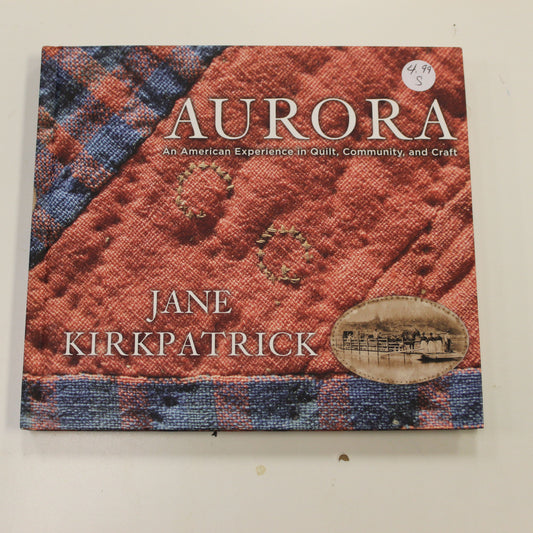 4.99
S
AURORA
An American Experience in Quilt, Community, and Craft
JANE
KIRKPATRICK